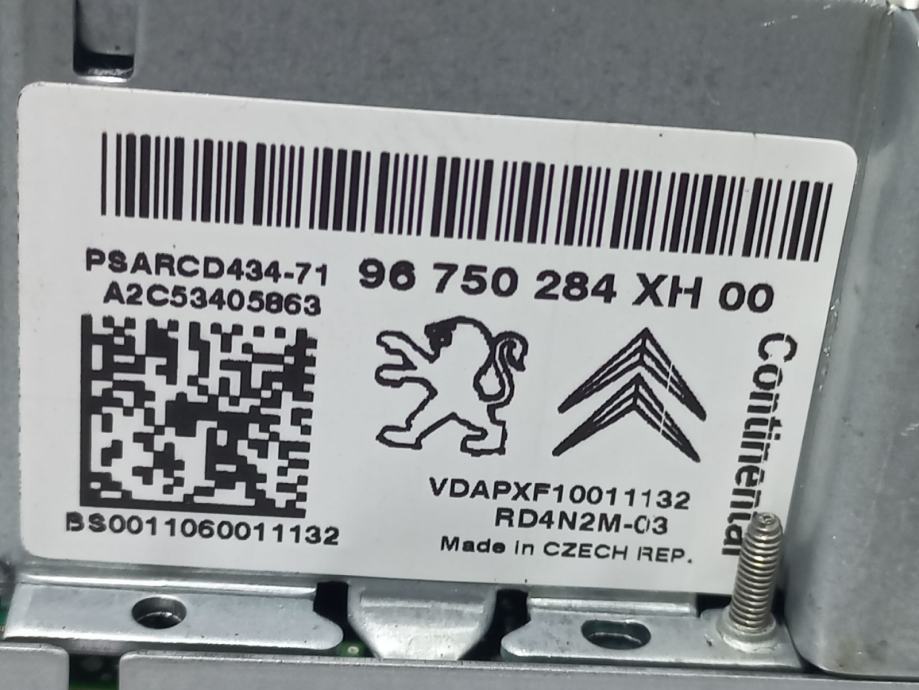 PSARCD434-71
A2C53405863
96 750 284 XH 00
Continental
BS0011060011132
VDAPXF10011132
RD4N2M-03
Made in CZECH REP.